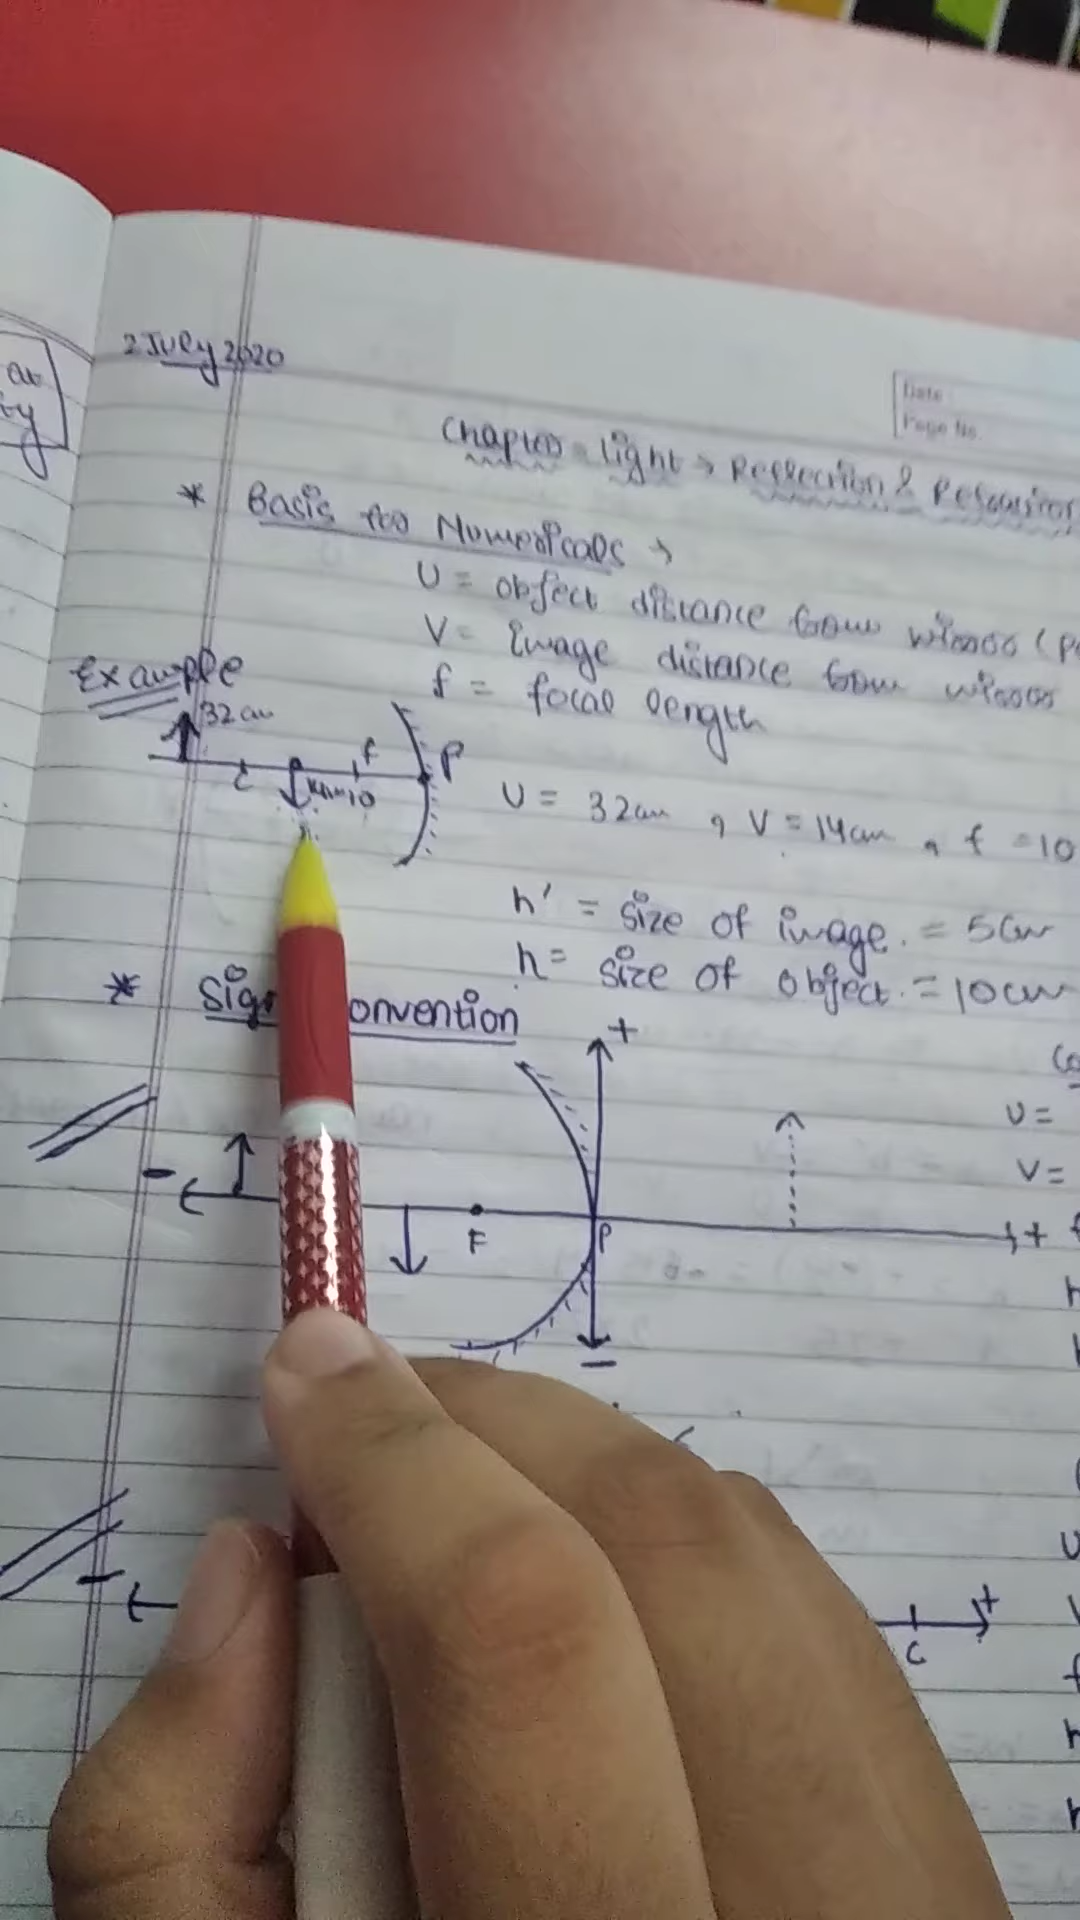 2 July 2020
Date
Page No.
Chapter - Light → Reflection & Refraction
* Basic for Numericals →
U = object distance from mirror (P
V = image distance from mirror
f = focal length
Example
32cm
f
P
C
14cm 10
U = 32cm, V = 14cm, f = 10
h' = size of image. = 5cm
h = size of object. = 10cm
* Sign Convention
+
U =
V =
-
F
P
+
-
+
C